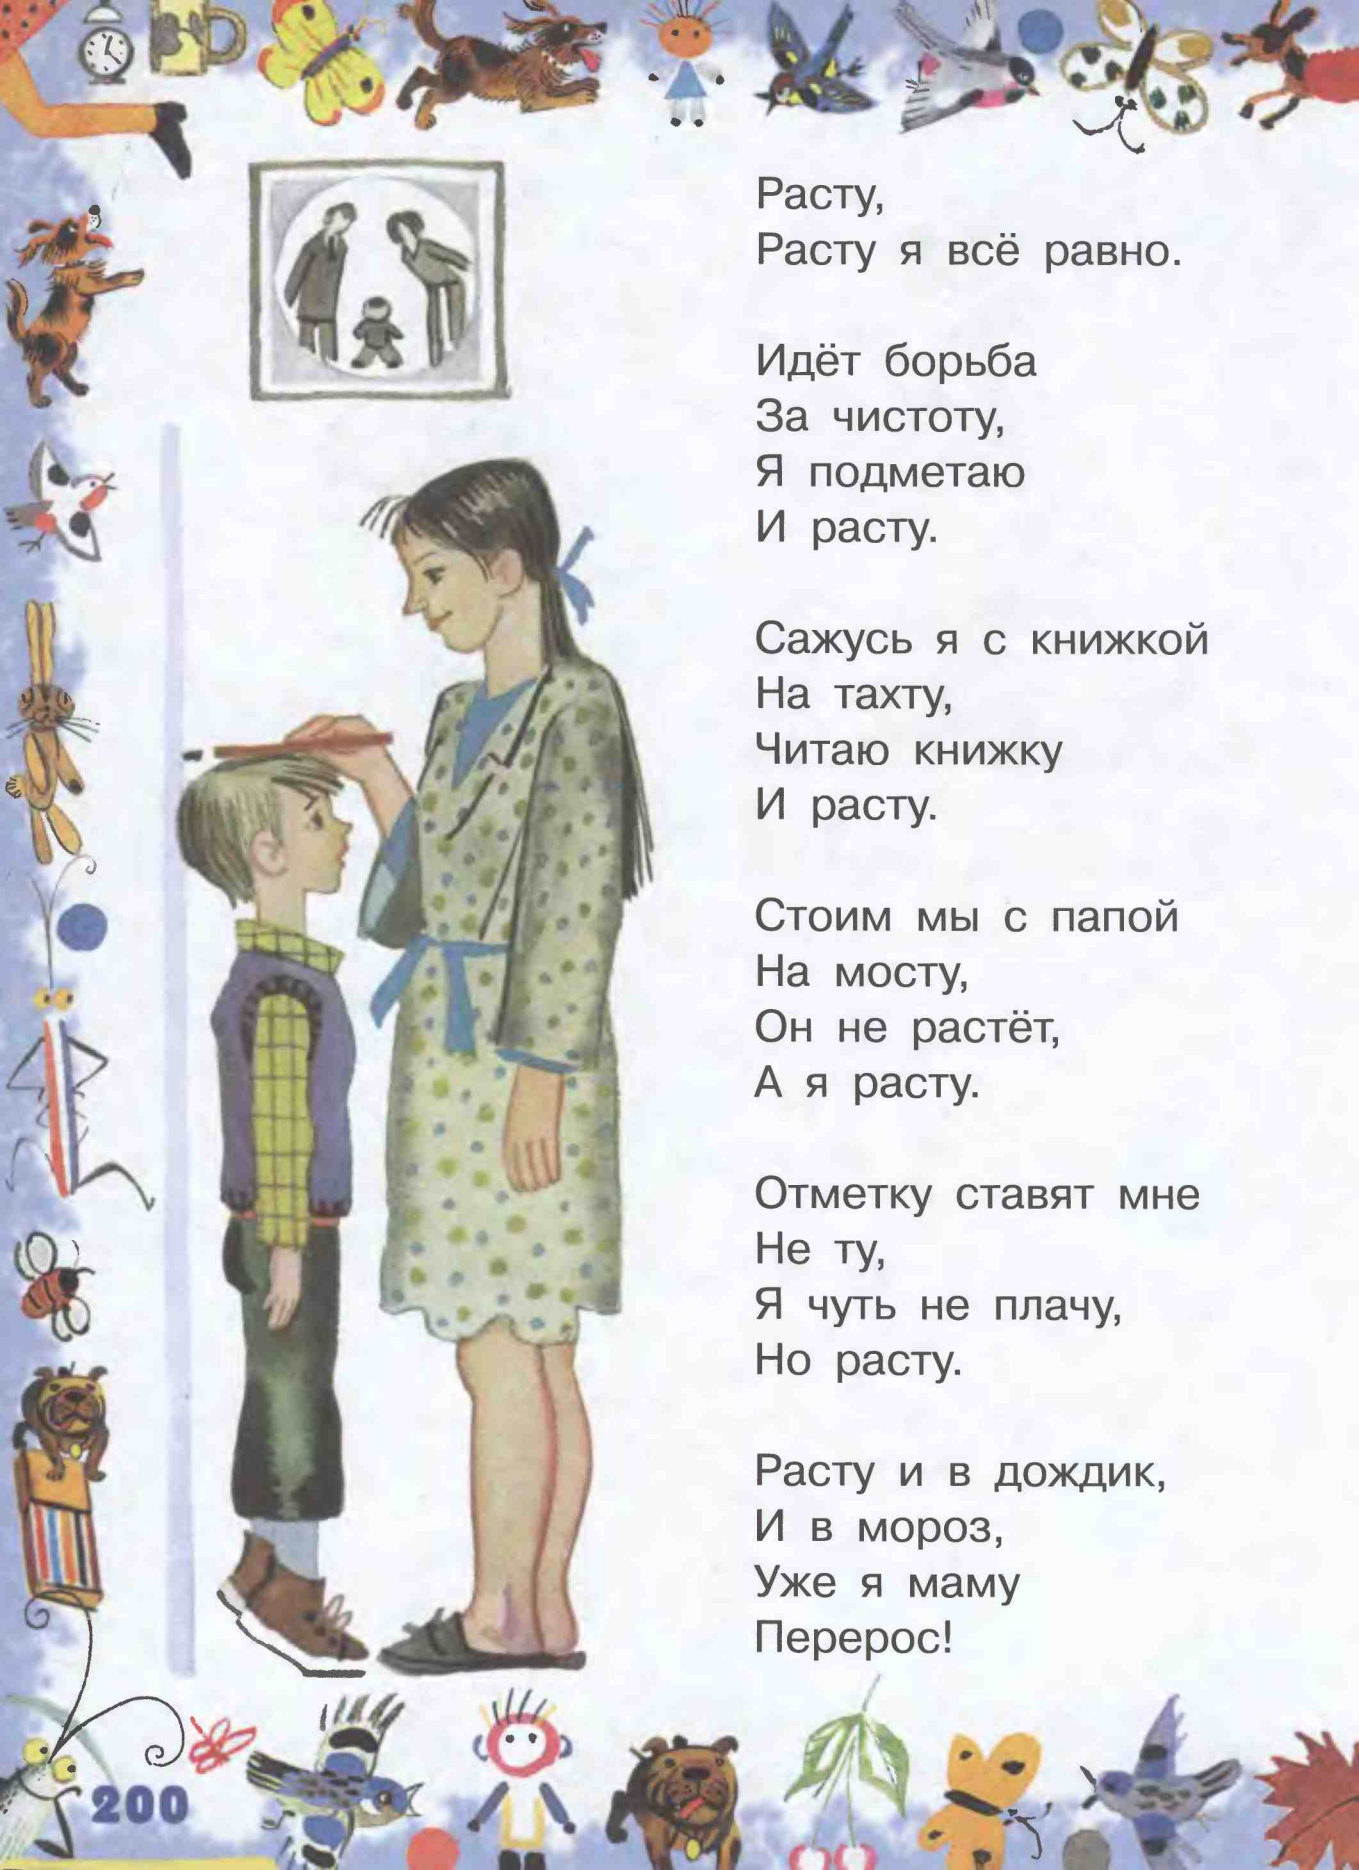 Расту,
Расту я всё равно.
Идёт борьба
За чистоту,
Я подметаю
И расту.
Сажусь я с книжкой
На тахту,
Читаю книжку
И расту.
Стоим мы с папой
На мосту,
Он не растёт,
А я расту.
Отметку ставят мне
Не ту,
Я чуть не плачу,
Но расту.
Расту и в дождик,
И в мороз,
Уже я маму
Перерос!
200